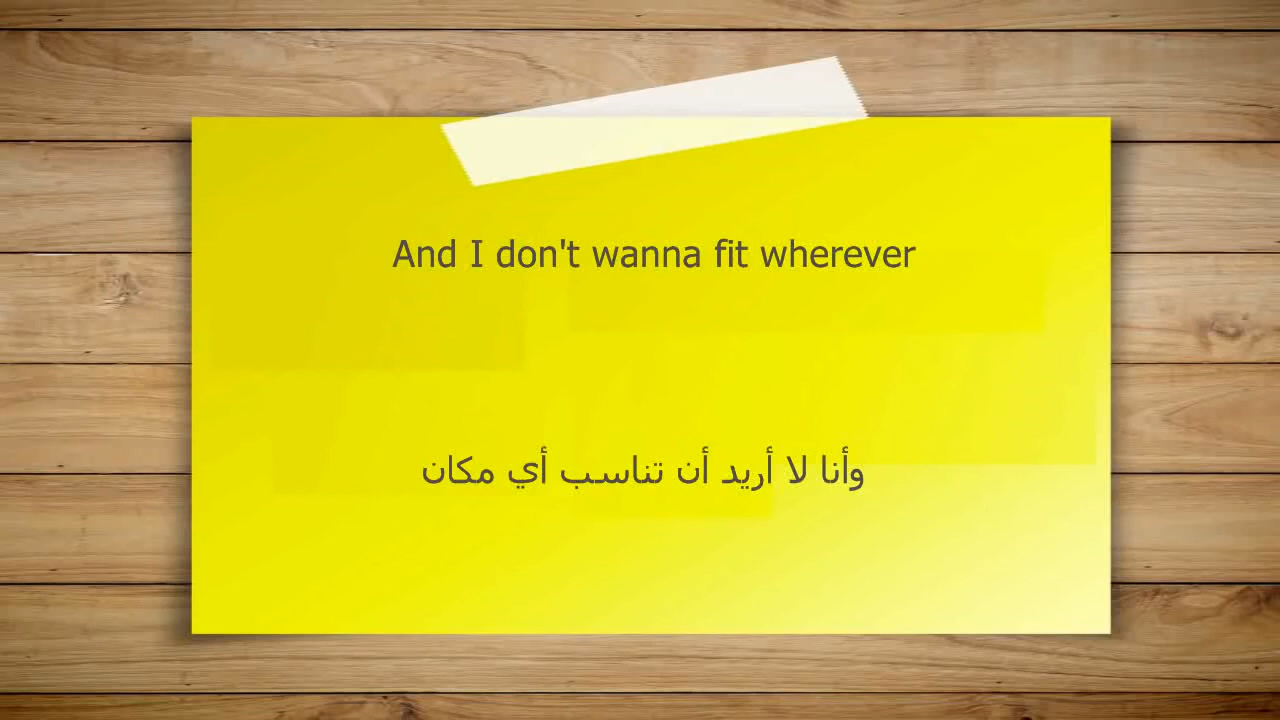 And I don't wanna fit wherever
وأنا لا أريد أن تناسب أي مكان